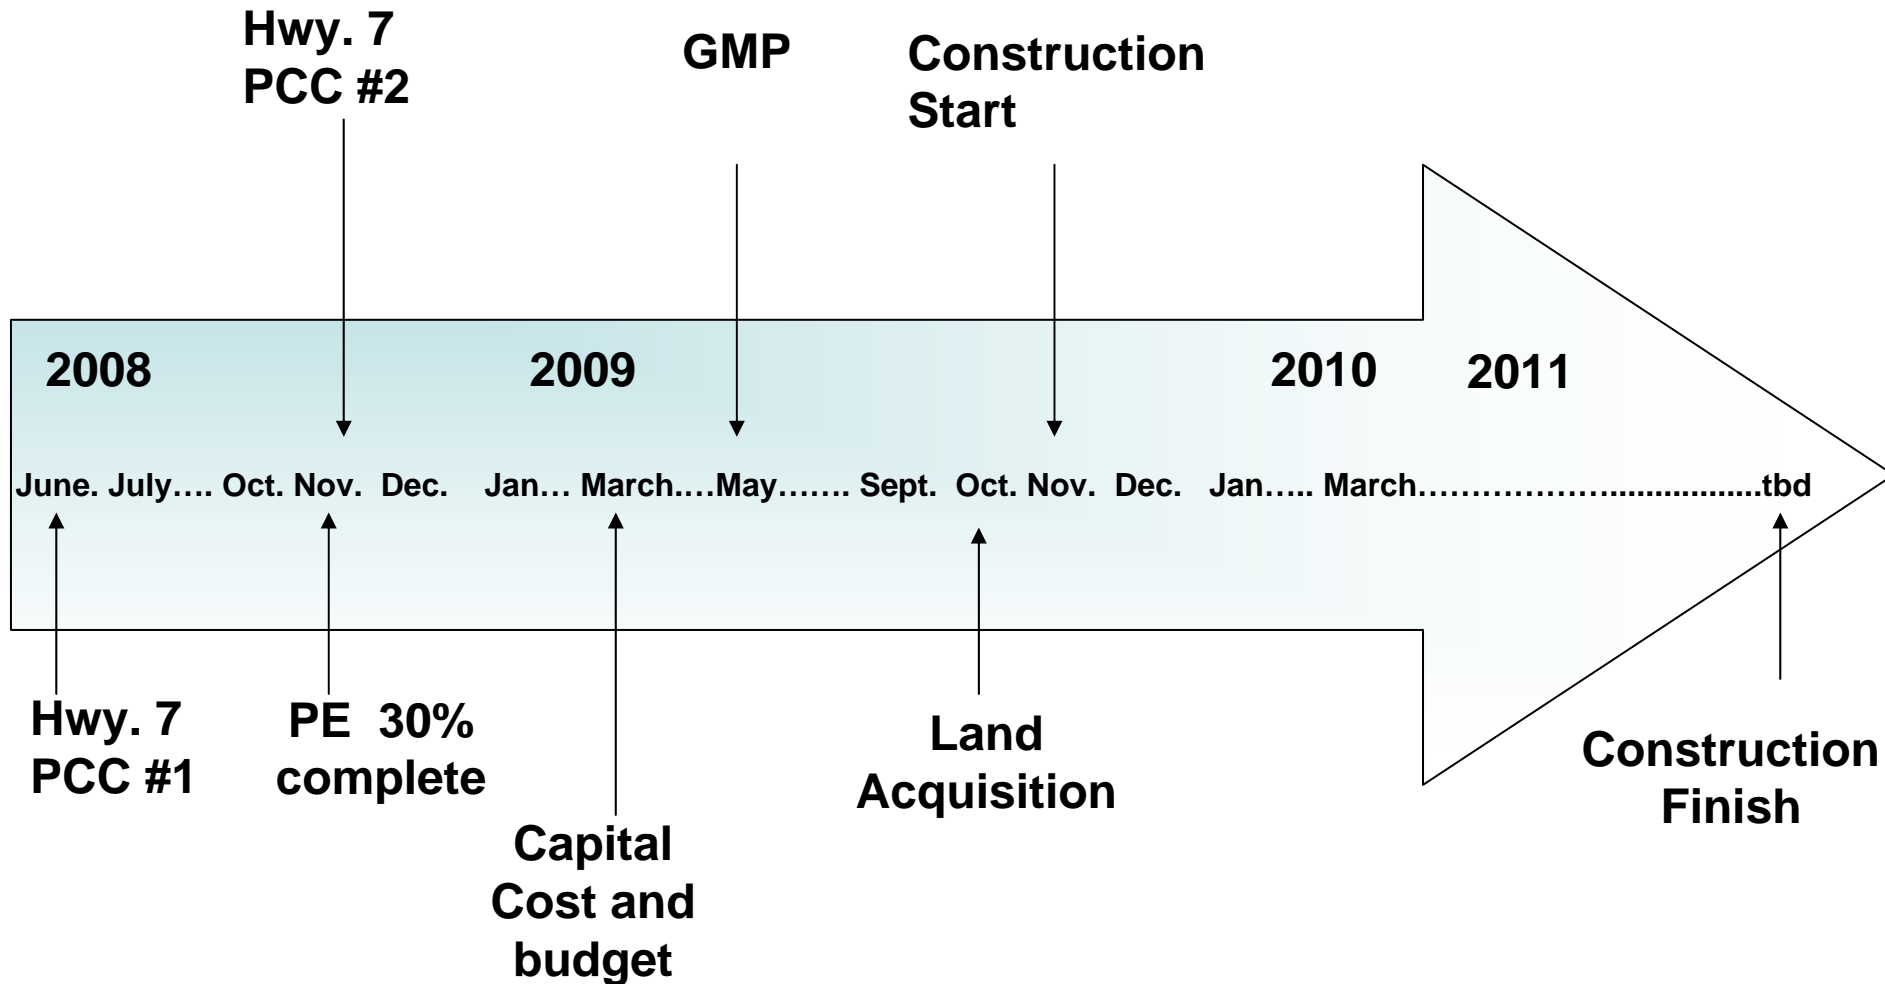 Hwy. 7
PCC #2
GMP
Construction
Start
2008
2009
2010
2011
June. July…. Oct. Nov. Dec. Jan… March.…May……. Sept. Oct. Nov. Dec. Jan….. March………………..................tbd
Hwy. 7
PCC #1
PE 30%
complete
Capital
Cost and
budget
Land
Acquisition
Construction
Finish